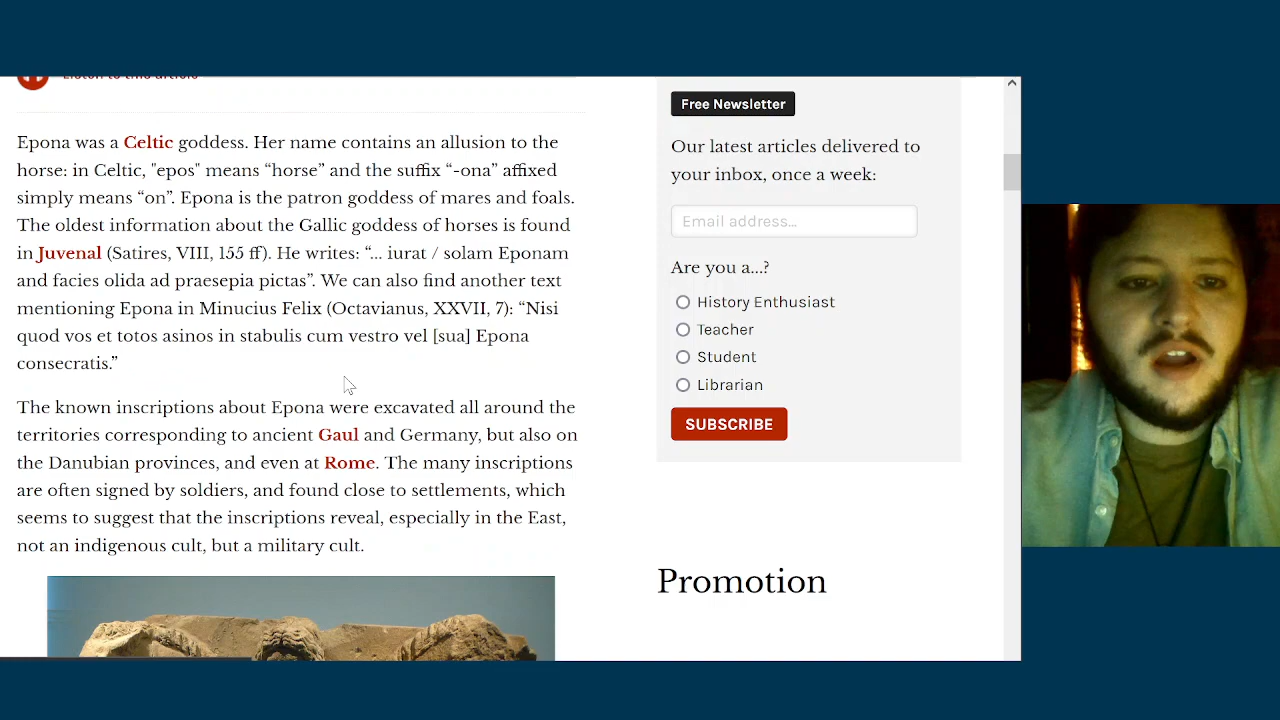 Listen to this article
Epona was a Celtic goddess. Her name contains an allusion to the
horse: in Celtic, "epos" means “horse” and the suffix “-ona” affixed
simply means “on”. Epona is the patron goddess of mares and foals.
The oldest information about the Gallic goddess of horses is found
in Juvenal (Satires, VIII, 155 ff). He writes: “... iurat / solam Eponam
and facies olida ad praesepia pictas”. We can also find another text
mentioning Epona in Minucius Felix (Octavianus, XXVII, 7): “Nisi
quod vos et totos asinos in stabulis cum vestro vel [sua] Epona
consecratis.”
The known inscriptions about Epona were excavated all around the
territories corresponding to ancient Gaul and Germany, but also on
the Danubian provinces, and even at Rome. The many inscriptions
are often signed by soldiers, and found close to settlements, which
seems to suggest that the inscriptions reveal, especially in the East,
not an indigenous cult, but a military cult.
Free Newsletter
Our latest articles delivered to
your inbox, once a week:
Email address...
Are you a...?
History Enthusiast
Teacher
Student
Librarian
SUBSCRIBE
Promotion